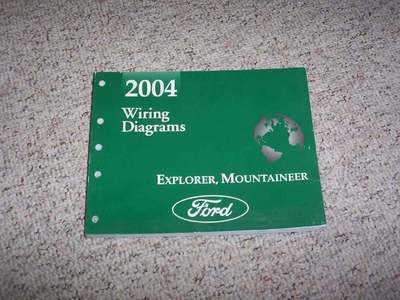 2004
Wiring
Diagrams
EXPLORER, MOUNTAINEER
Ford